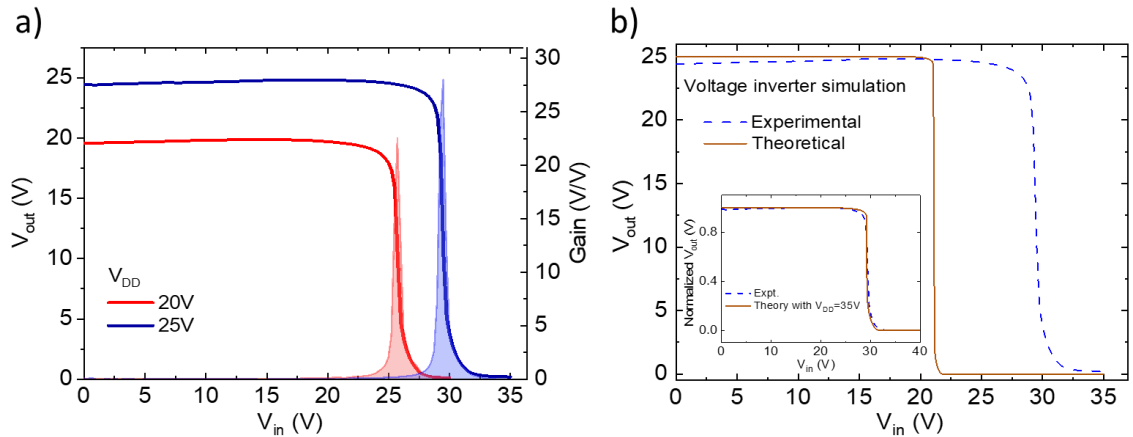 a)
V_out (V)
25
20
15
10
5
0
V_DD
20V
25V
0 5 10 15 20 25 30 35
V_in (V)
30
25
20
15
10
5
0
Gain (V/V)
b)
V_out (V)
25
20
15
10
5
0
Voltage inverter simulation
Experimental
Theoretical
Normalized V_out (V)
0.8
0.4
0.0
Expt.
Theory with V_DD=35V
0 10 20 30 40
V_in (V)
0 5 10 15 20 25 30 35
V_in (V)